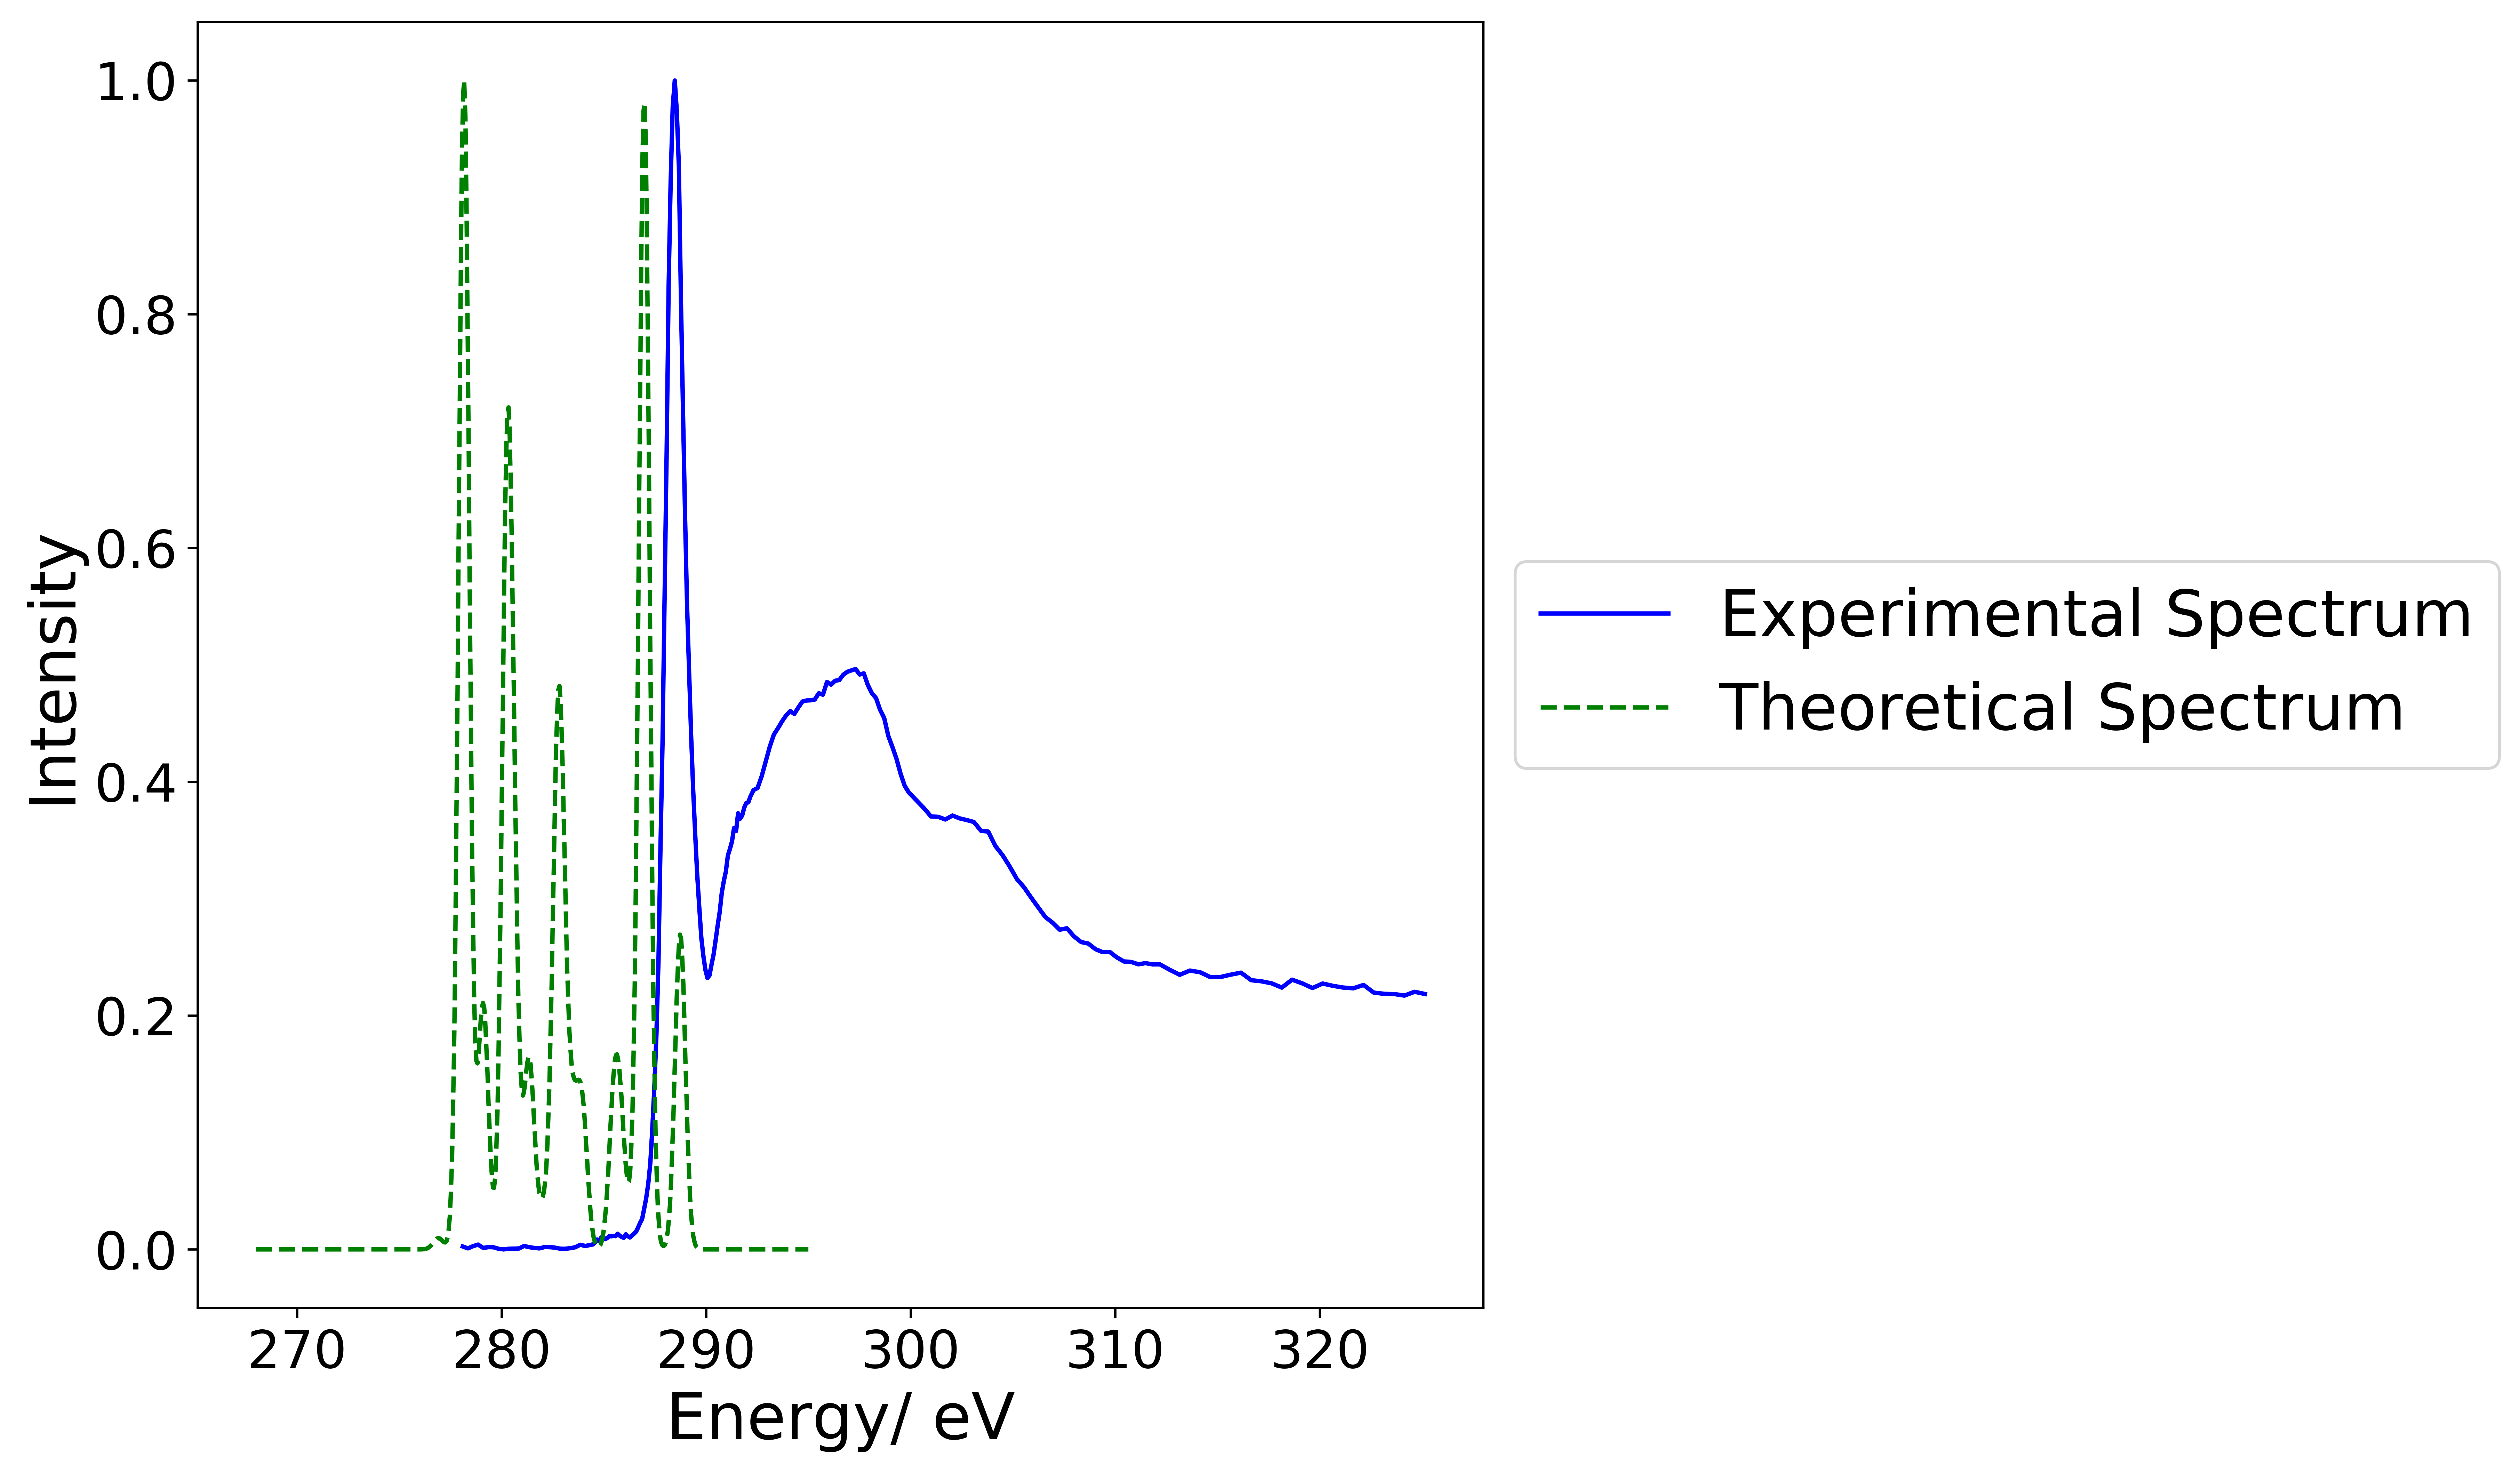 1.0
0.8
0.6
0.4
0.2
0.0
Intensity
270 280 290 300 310 320
Energy/ eV
Experimental Spectrum
Theoretical Spectrum